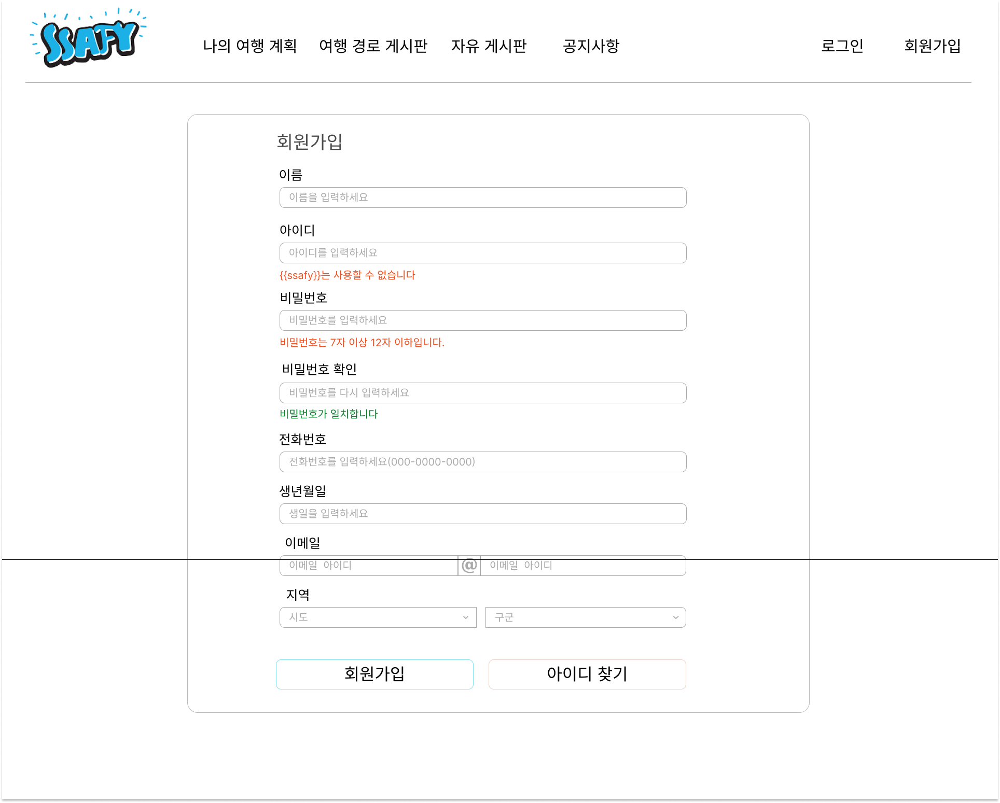 SSAFY
나의 여행 계획 여행 경로 게시판 자유 게시판 공지사항 로그인 회원가입
회원가입
이름
이름을 입력하세요
아이디
아이디를 입력하세요
{{ssafy}}는 사용할 수 없습니다
비밀번호
비밀번호를 입력하세요
비밀번호는 7자 이상 12자 이하입니다.
비밀번호 확인
비밀번호를 다시 입력하세요
비밀번호가 일치합니다
전화번호
전화번호를 입력하세요(000-0000-0000)
생년월일
생일을 입력하세요
이메일
이메일 아이디 @ 이메일 아이디
지역
시도 구군
회원가입 아이디 찾기